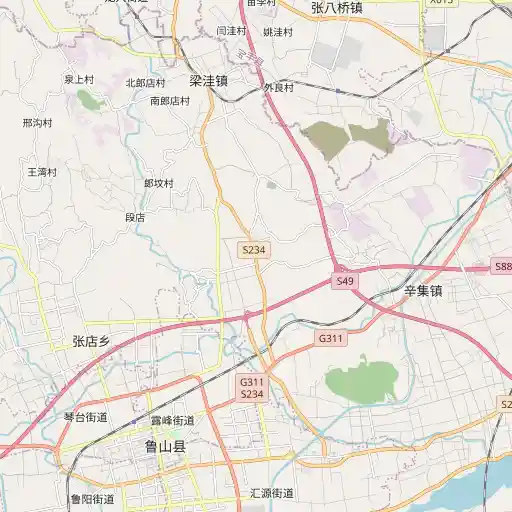 张八桥镇
X013
闫洼村
姚洼村
泉上村
北郎店村
梁洼镇
外良村
南郎店村
邢沟村
王湾村
郎坟村
段店
S234
S88
S49
辛集镇
G311
张店乡
G311
S234
琴台街道
露峰街道
鲁山县
汇源街道
鲁阳街道